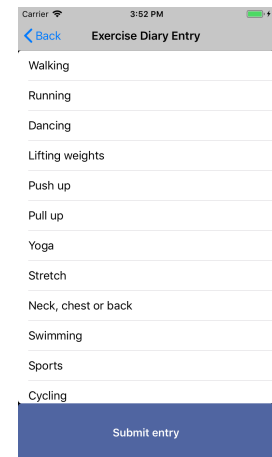 Carrier 3:52 PM
Back Exercise Diary Entry
Walking
Running
Dancing
Lifting weights
Push up
Pull up
Yoga
Stretch
Neck, chest or back
Swimming
Sports
Cycling
Submit entry